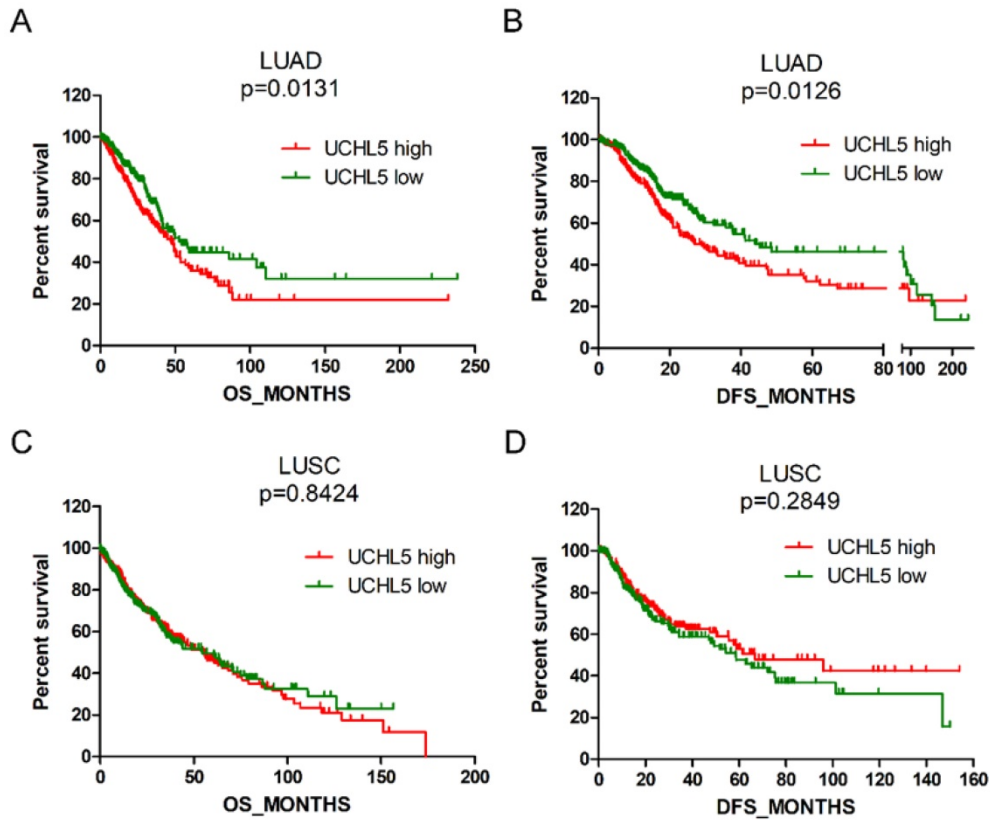 A
LUAD
p=0.0131
120
100
80
60
40
20
0
Percent survival
UCHL5 high
UCHL5 low
0 50 100 150 200 250
OS_MONTHS
B
LUAD
p=0.0126
120
100
80
60
40
20
0
Percent survival
UCHL5 high
UCHL5 low
0 20 40 60 80 100 200
DFS_MONTHS
C
LUSC
p=0.8424
120
100
80
60
40
20
0
Percent survival
UCHL5 high
UCHL5 low
0 50 100 150 200
OS_MONTHS
D
LUSC
p=0.2849
120
100
80
60
40
20
0
Percent survival
UCHL5 high
UCHL5 low
0 20 40 60 80 100 120 140 160
DFS_MONTHS